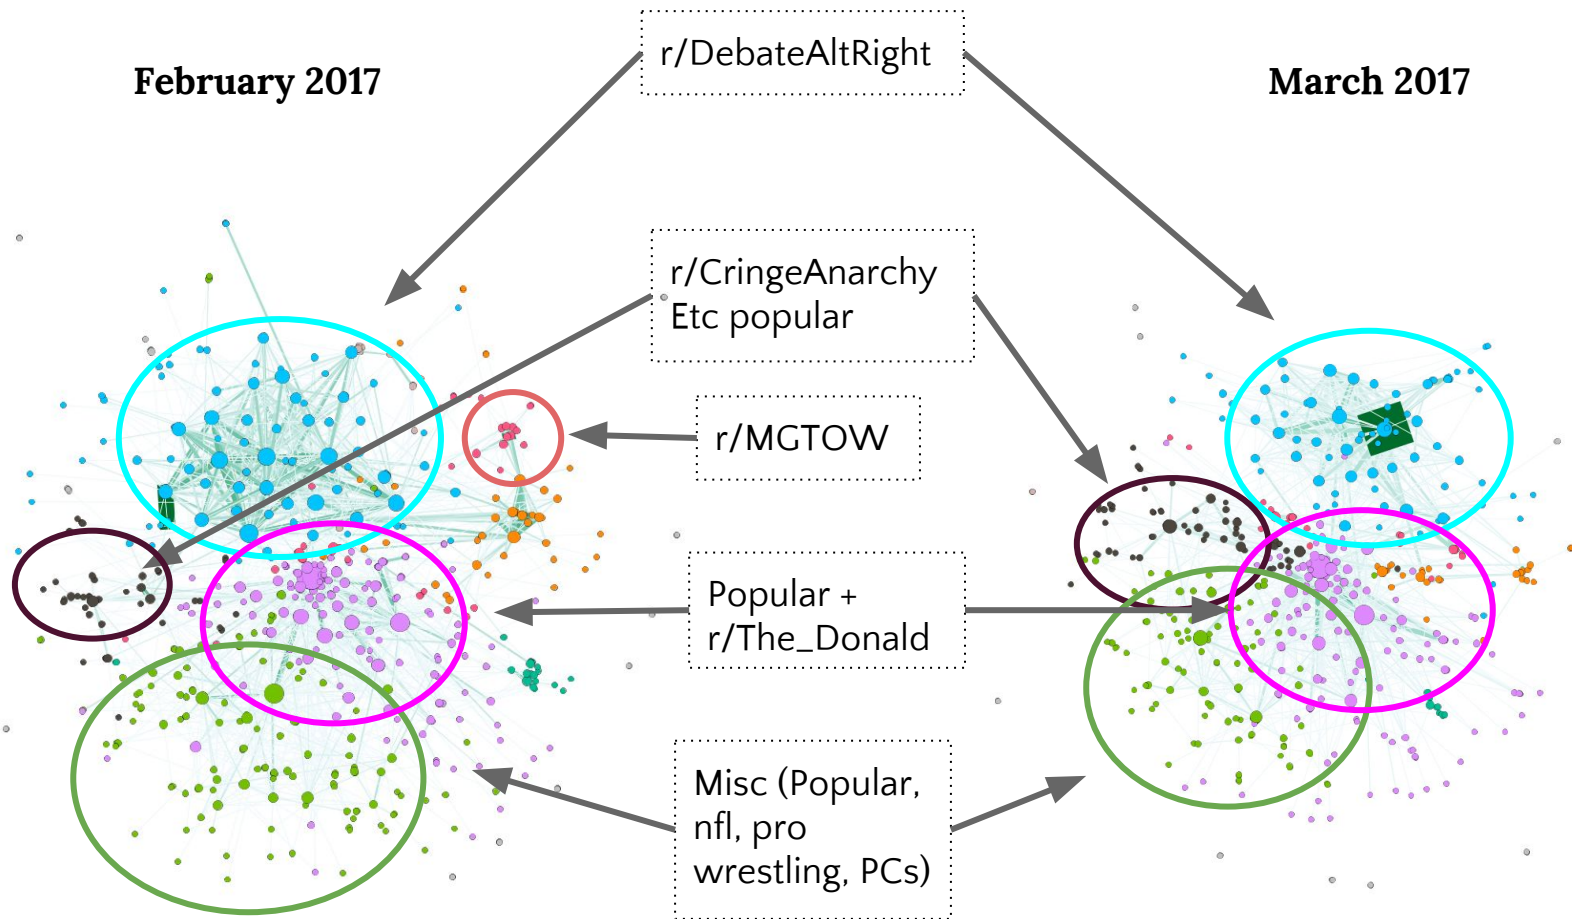 r/DebateAltRight
February 2017
March 2017
r/CringeAnarchy
Etc popular
r/MGTOW
Popular +
r/The_Donald
Misc (Popular,
nfl, pro
wrestling, PCs)